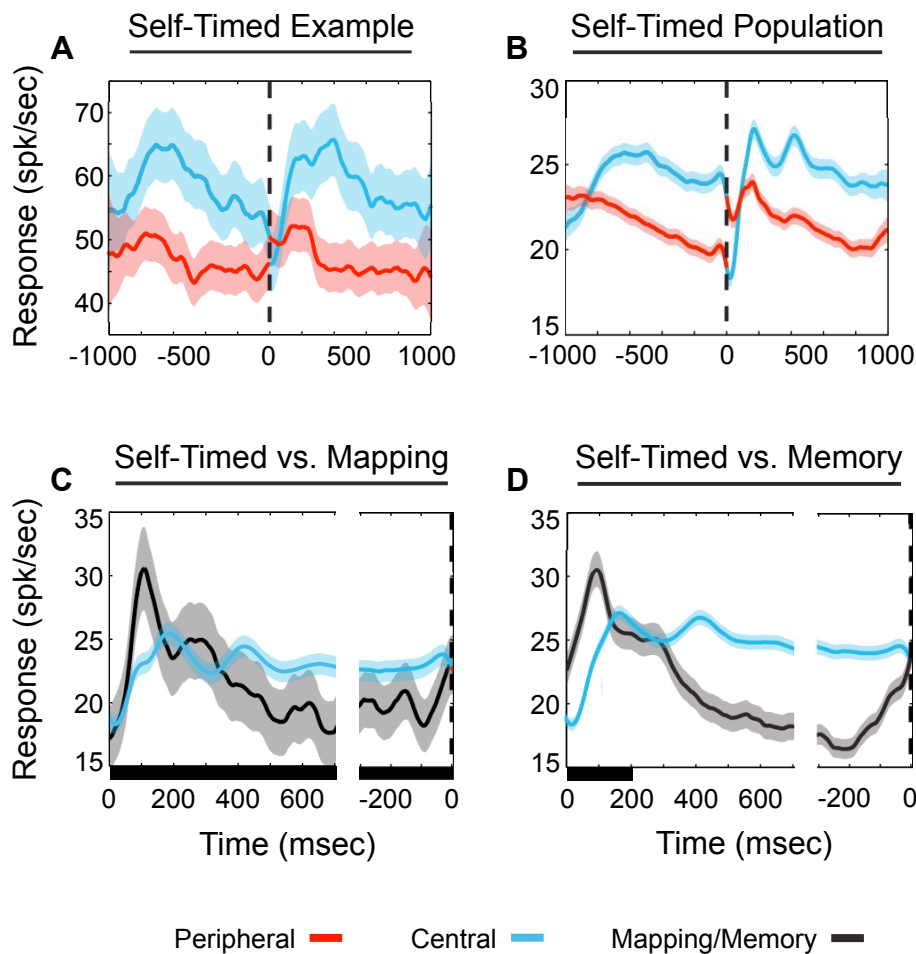 Self-Timed Example
Self-Timed Population
A
B
Response (spk/sec)
70
60
50
40
-1000 -500 0 500 1000
30
25
20
15
-1000 -500 0 500 1000
Self-Timed vs. Mapping
Self-Timed vs. Memory
C
D
Response (spk/sec)
35
30
25
20
15
0 200 400 600 -200 0
Time (msec)
35
30
25
20
15
0 200 400 600 -200 0
Time (msec)
Peripheral Central Mapping/Memory